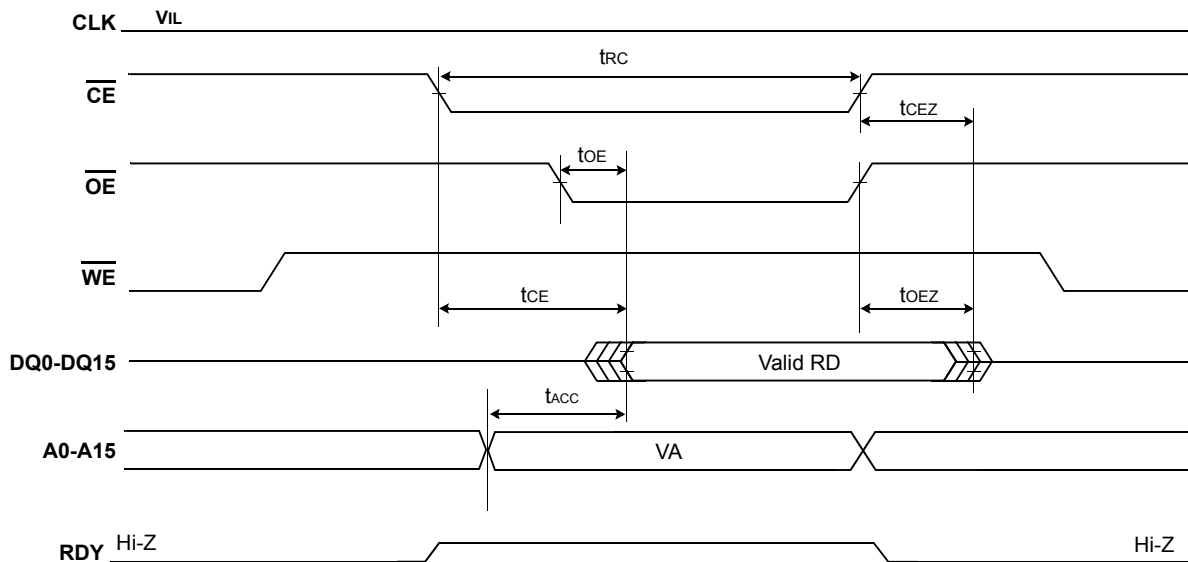 CLK VIL
tRC
CE
tCEZ
tOE
OE
WE
tCE tOEZ
DQ0-DQ15 Valid RD
tACC
A0-A15 VA
RDY Hi-Z Hi-Z